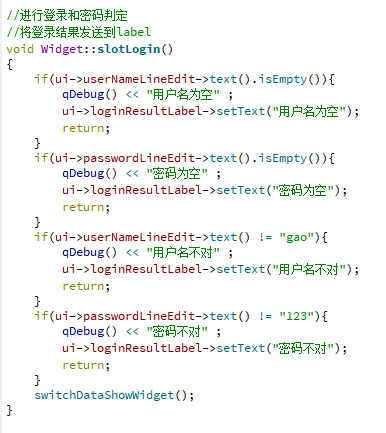 //进行登录和密码判定
//将登录结果发送到label
void Widget::slotLogin()
{
    if(ui->userNameLineEdit->text().isEmpty()){
        qDebug() << "用户名为空" ;
        ui->loginResultLabel->setText("用户名为空");
        return;
    }
    if(ui->passwordLineEdit->text().isEmpty()){
        qDebug() << "密码为空" ;
        ui->loginResultLabel->setText("密码为空");
        return;
    }
    if(ui->userNameLineEdit->text() != "gao"){
        qDebug() << "用户名不对" ;
        ui->loginResultLabel->setText("用户名不对");
        return;
    }
    if(ui->passwordLineEdit->text() != "123"){
        qDebug() << "密码不对" ;
        ui->loginResultLabel->setText("密码不对");
        return;
    }
    switchDataShowWidget();
}